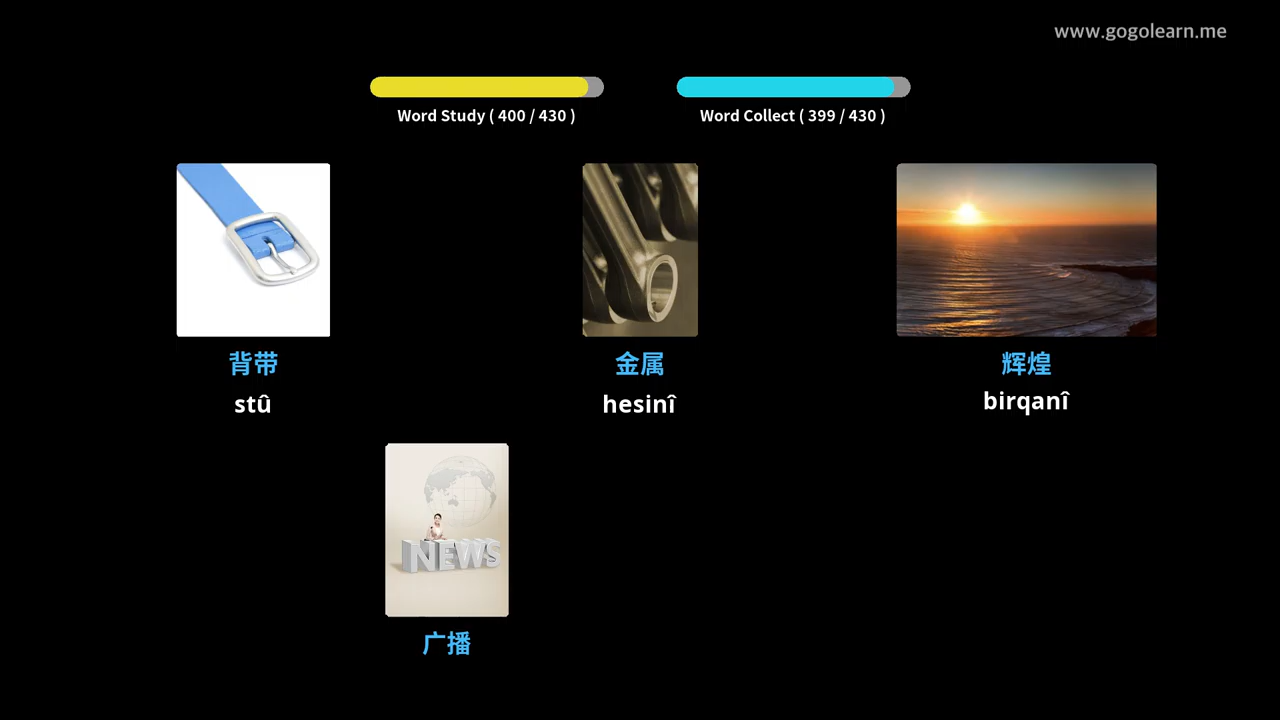 www.gogolearn.me
Word Study ( 400 / 430 )
Word Collect ( 399 / 430 )
背带
stû
金属
hesinî
辉煌
birqanî
NEWS
广播